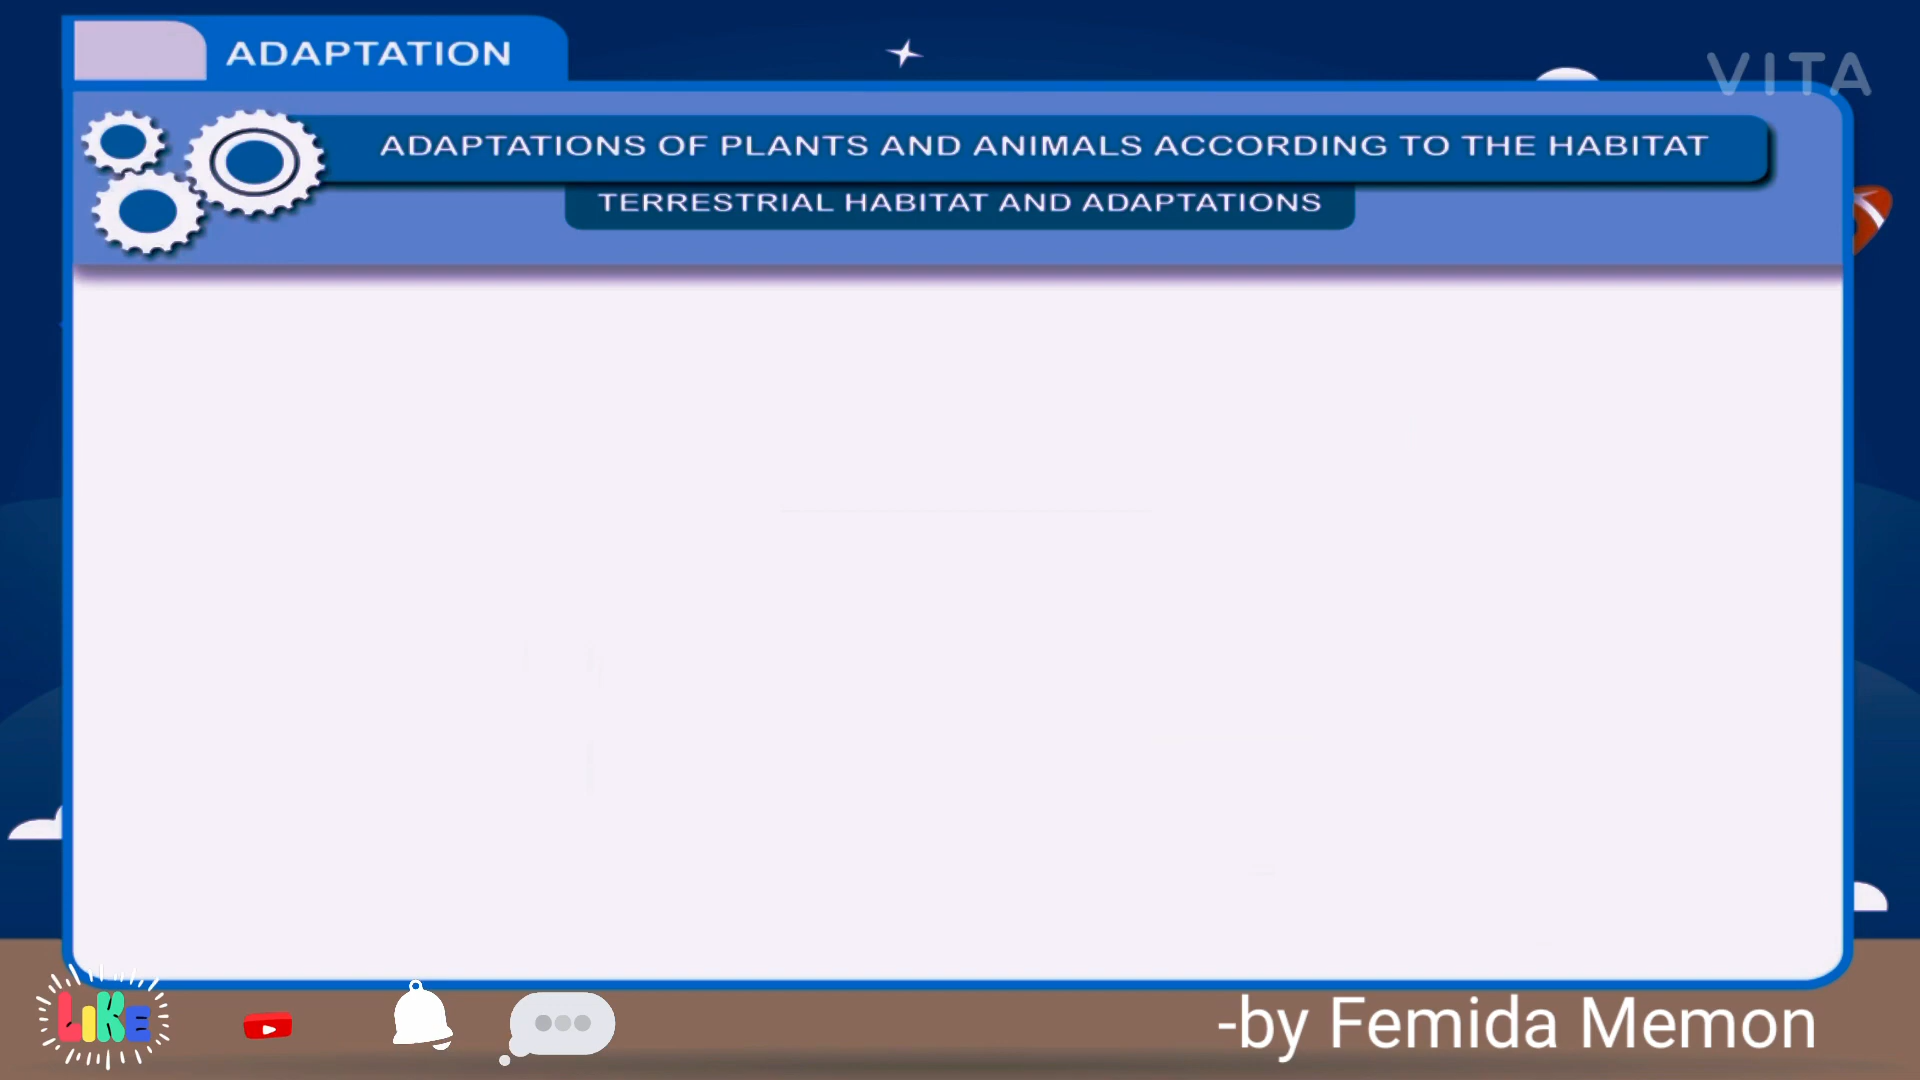 ADAPTATION
VITA
ADAPTATIONS OF PLANTS AND ANIMALS ACCORDING TO THE HABITAT
TERRESTRIAL HABITAT AND ADAPTATIONS
LiKE
-by Femida Memon